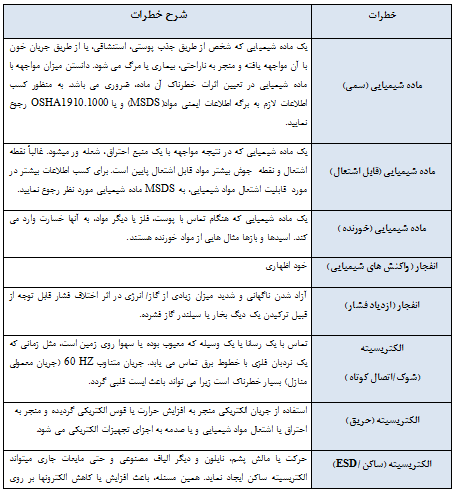 خطرات
شرح خطرات
ماده شیمیایی (سمی)
یک ماده شیمیایی که شخص از طریق جذب پوستی، استنشاقی، یا از طریق جریان خون
با آن مواجهه یافته و منجر به ناراحتی، بیماری یا مرگ می شود. دانستن میزان مواجهه با
ماده شیمیایی در تعیین اثرات خطرناک آن ماده، ضروری می باشد. به منظور کسب
اطلاعات لازم به برگه اطلاعات ایمنی مواد(MSDS) و یا OSHA1910.1000 رجوع
نمایید.
ماده شیمیایی (قابل اشتعال)
یک ماده شیمیایی که در نتیجه مواجهه با یک منبع احتراق، شعله ور میشود. غالباً نقطه
اشتعال و نقطه جوش بیشتر مواد قابل اشتعال پایین است. برای کسب اطلاعات بیشتر در
مورد قابلیت اشتعال مواد شیمیایی، به MSDS ماده شیمیایی مورد نظر رجوع نمایید.
ماده شیمیایی (خورنده)
یک ماده شیمیایی که هنگام تماس با پوست، فلز یا دیگر مواد، به آنها خسارت وارد می
کند. اسیدها و بازها مثال هایی از مواد خورنده هستند.
انفجار (واکنش های شیمیایی)
خود اظهاری
انفجار (ازدیاد فشار)
آزاد شدن ناگهانی و شدید میزان زیادی از گاز/ انرژی در اثر اختلاف فشار قابل توجه از
قبیل ترکیدن یک دیگ بخار یا سیلندر گاز فشرده.
الکتریسیته
(شوک/اتصال کوتاه)
تماس با یک رسانا یا یک وسیله که معیوب بوده یا سهوا روی زمین است، مثل زمانی که
یک نردبان فلزی با خطوط برق تماس می یابد. جریان متناوب 60 HZ (جریان معمولی
منازل) بسیار خطرناک است زیرا می تواند باعث ایست قلبی گردد.
الکتریسیته (حریق)
استفاده از جریان الکتریکی منجر به افزایش حرارت یا قوس الکتریکی گردیده و منجر به
احتراق یا اشتعال مواد شیمیایی و یا صدمه به اجزای تجهیزات الکتریکی می شود.
الکتریسیته (ساکن /ESD)
حرکت یا مالش پشم، نایلون و دیگر الیاف مصنوعی و حتی مایعات جاری میتواند
الکتریسیته ساکن ایجاد نماید. همین مسئله، باعث افزایش یا کاهش الکترونها بر روی